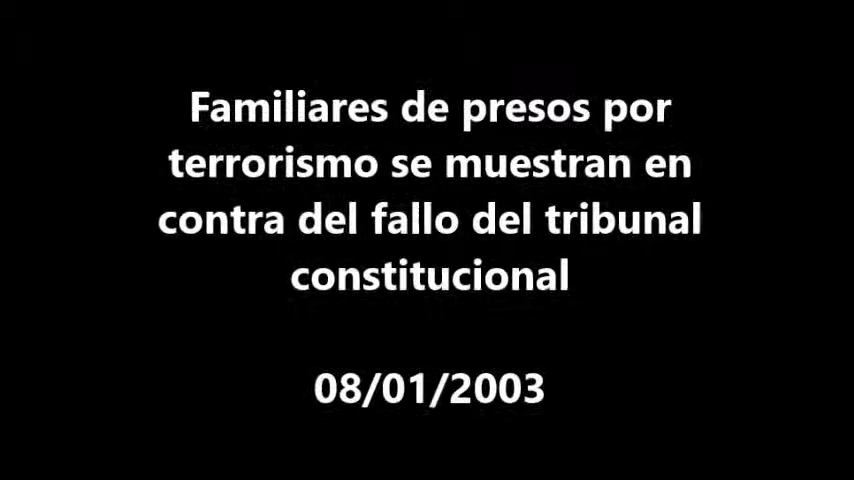 Familiares de presos por
terrorismo se muestran en
contra del fallo del tribunal
constitucional
08/01/2003